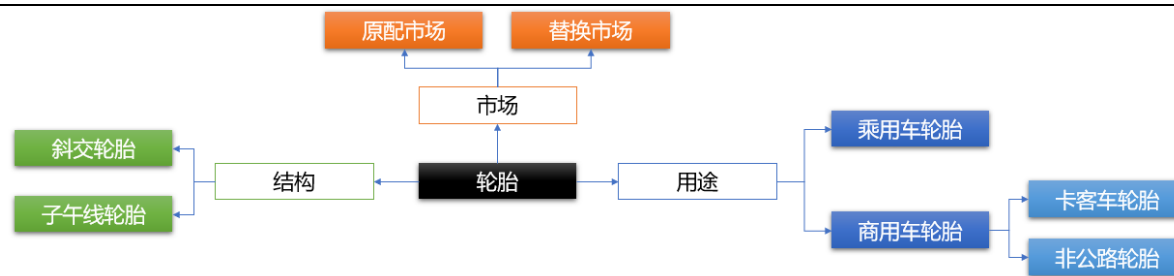 原配市场
替换市场
市场
斜交轮胎
子午线轮胎
结构
轮胎
用途
乘用车轮胎
商用车轮胎
卡客车轮胎
非公路轮胎